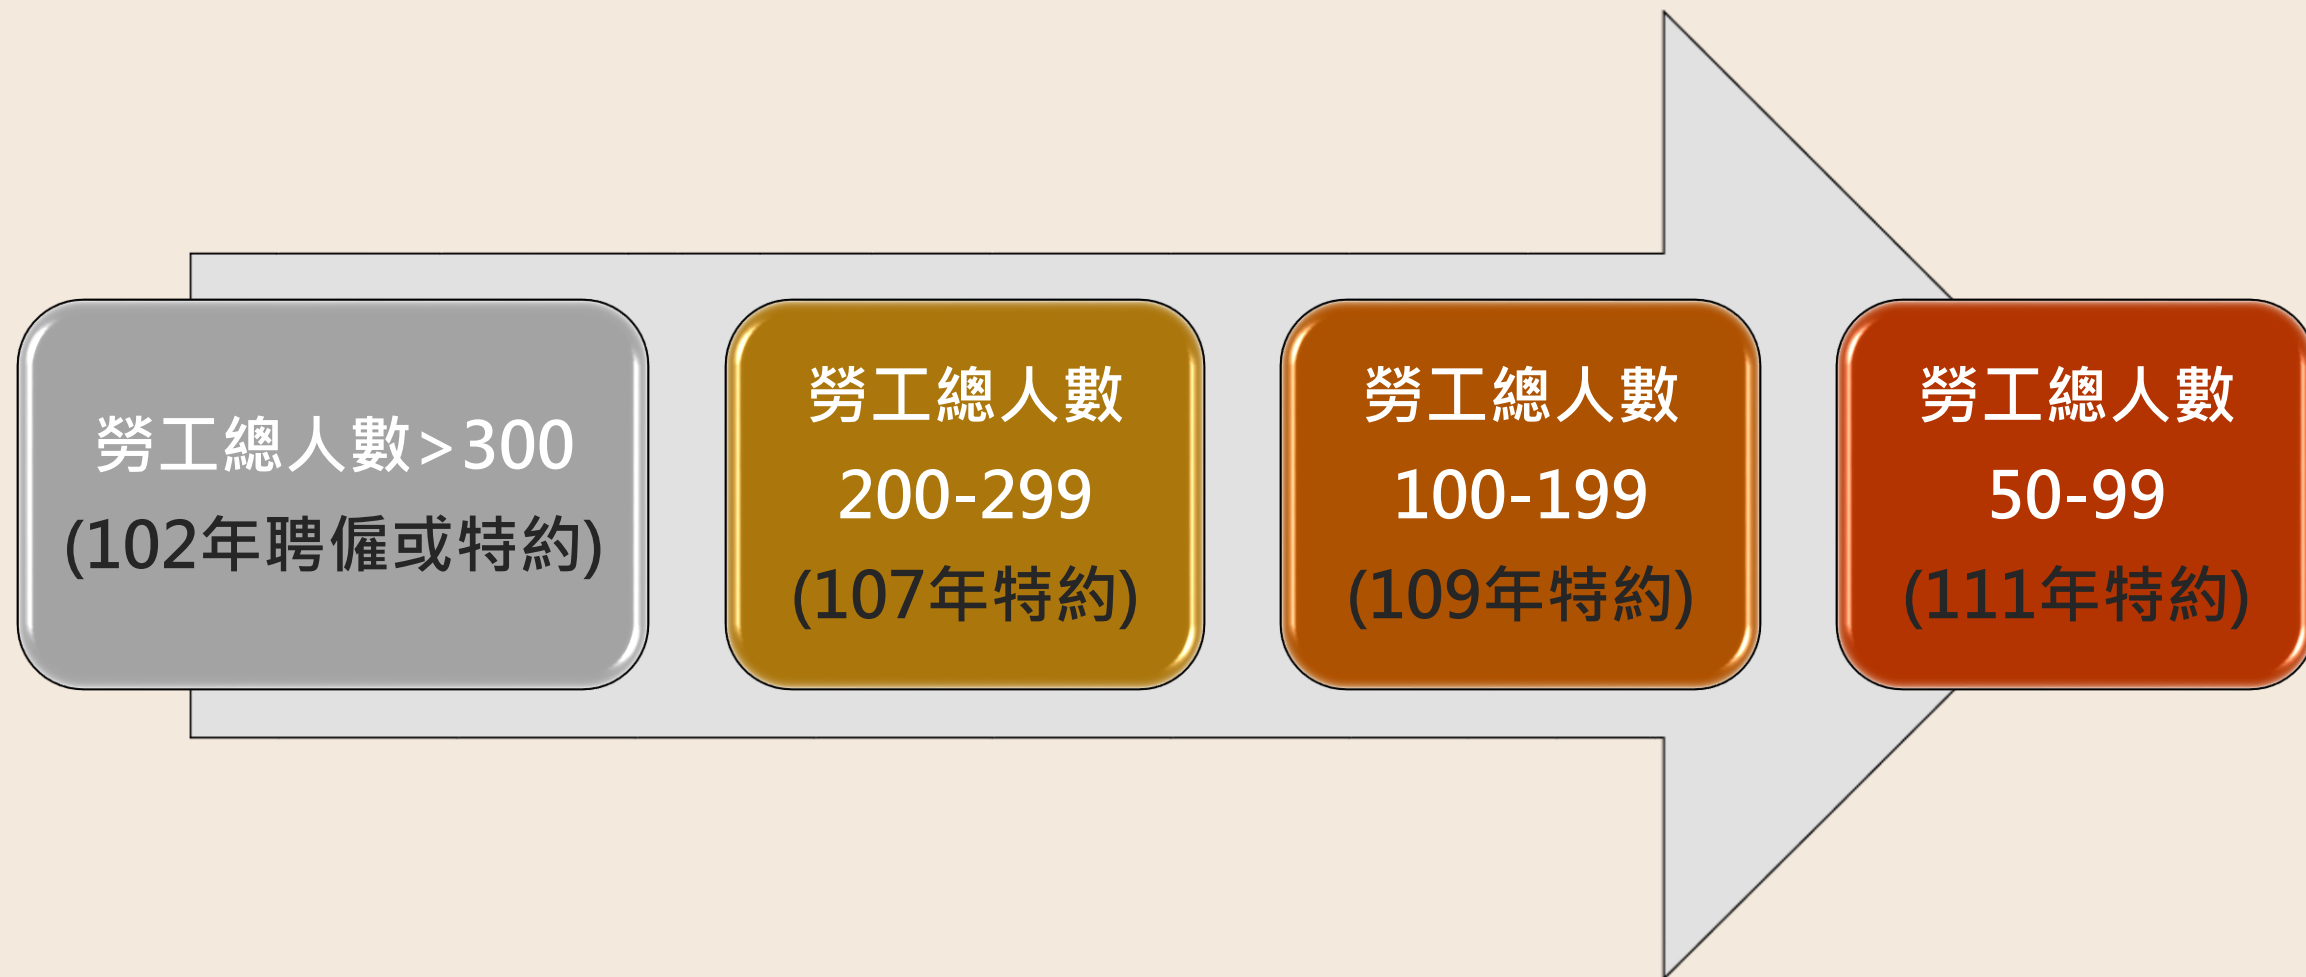 勞工總人數>300
(102年聘僱或特約)
勞工總人數
200-299
(107年特約)
勞工總人數
100-199
(109年特約)
勞工總人數
50-99
(111年特約)